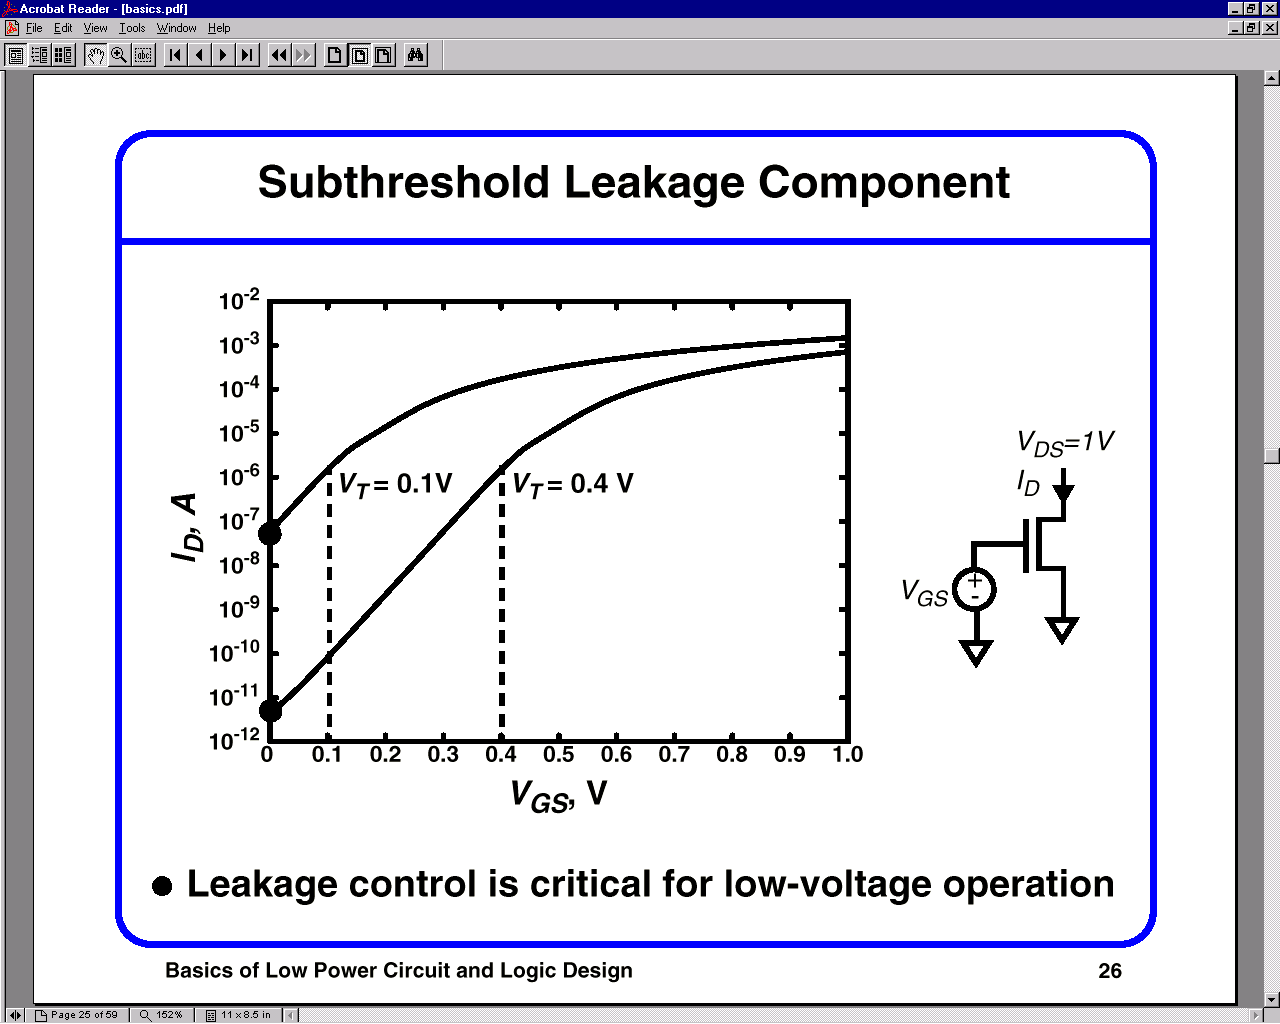 Acrobat Reader - [basics.pdf]
File Edit View Tools Window Help
abc
Subthreshold Leakage Component
10-2
10-3
10-4
10-5
10-6
10-7
10-8
10-9
10-10
10-11
10-12
ID, A
VT = 0.1V
VT = 0.4 V
0 0.1 0.2 0.3 0.4 0.5 0.6 0.7 0.8 0.9 1.0
VGS, V
VDS=1V
ID
VGS
+
-
● Leakage control is critical for low-voltage operation
Basics of Low Power Circuit and Logic Design 26
Page 25 of 59 152% 11 x 8.5 in